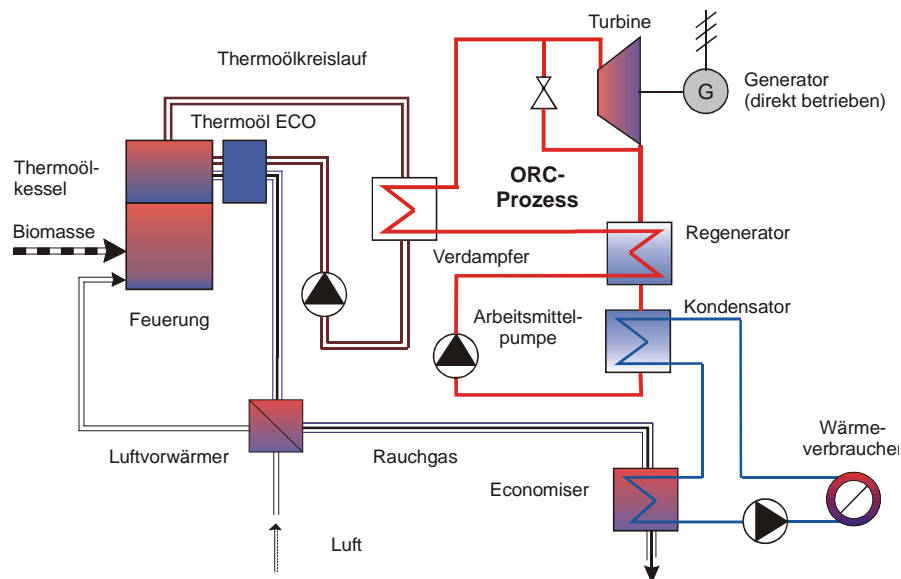 Turbine
Thermoölkreislauf
Generator
(direkt betrieben)
G
Thermoöl ECO
Thermoöl-
kessel
ORC-
Prozess
Biomasse
Regenerator
Verdampfer
Feuerung
Arbeitsmittel-
pumpe
Kondensator
Luftvorwärmer
Rauchgas
Wärme-
verbraucher
Economiser
Luft